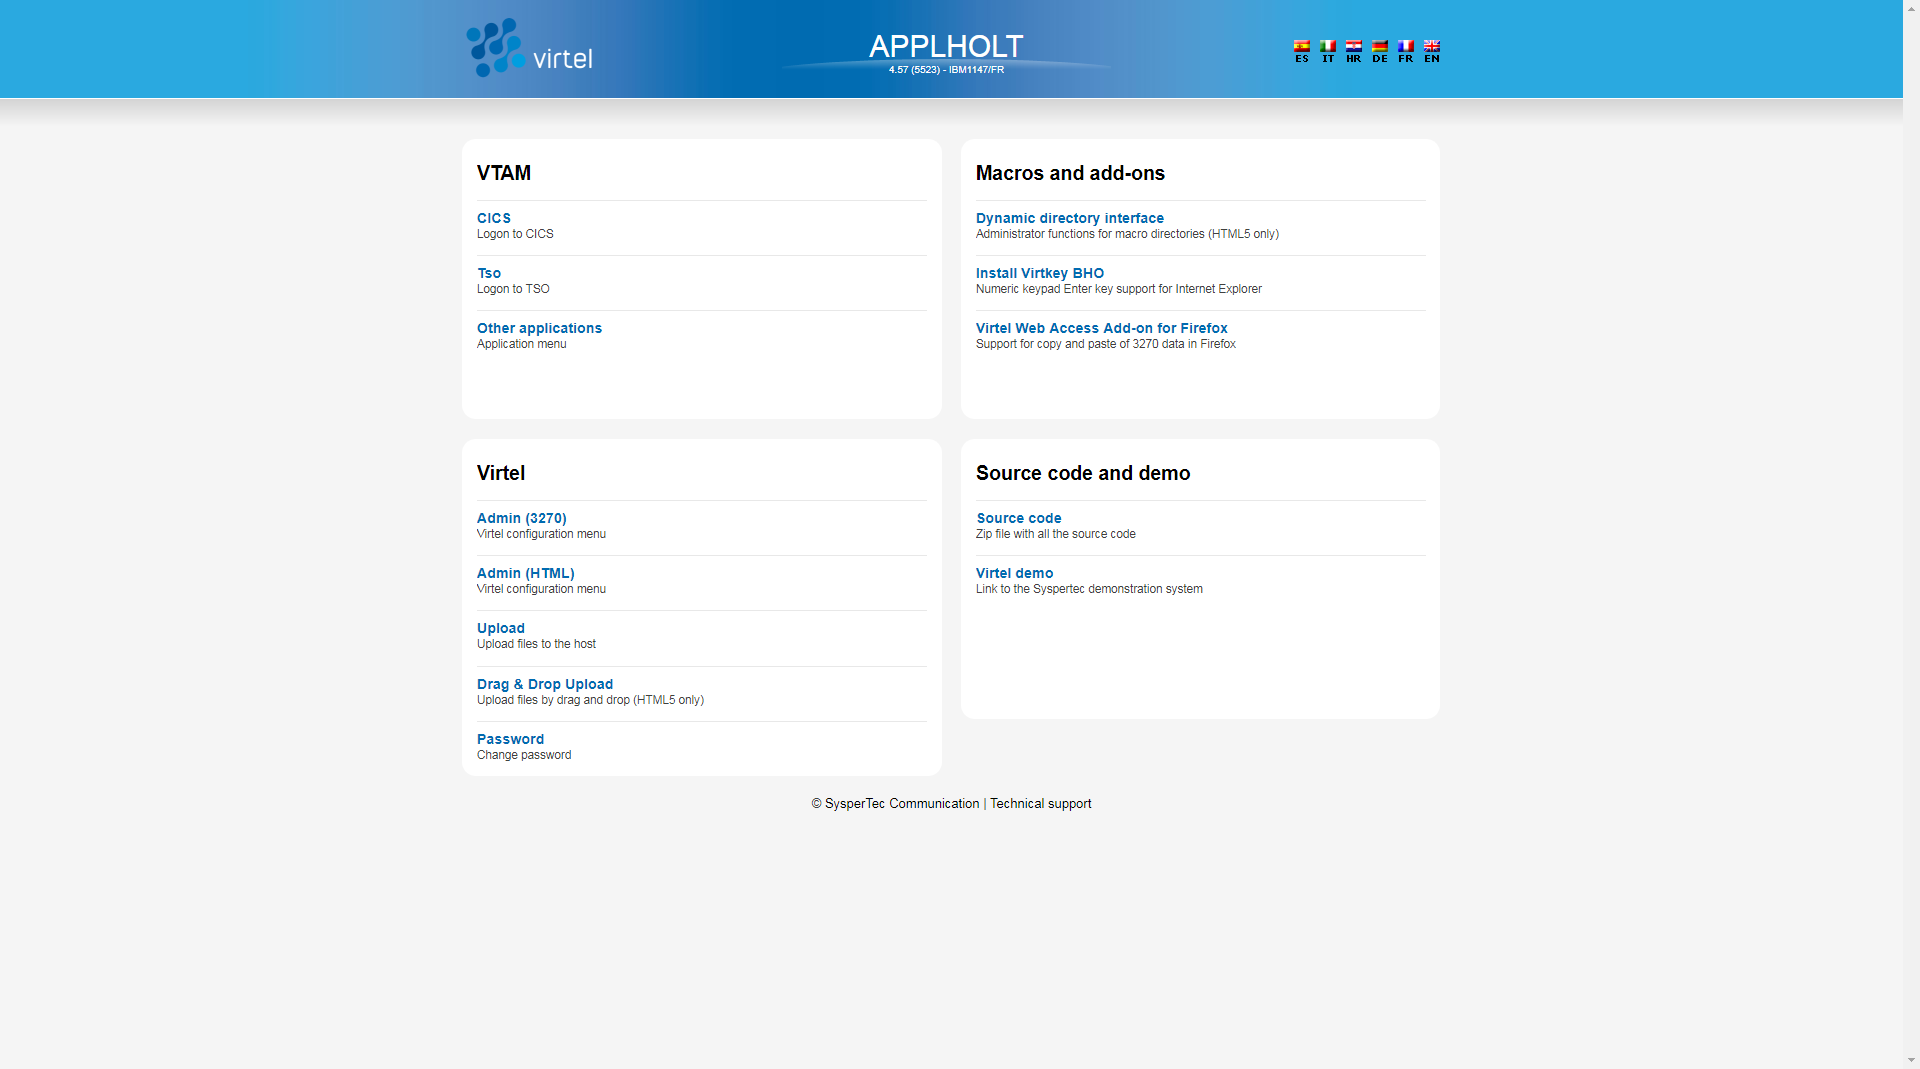 virtel
APPLHOLT
4.57 (5523) - IBM1147/FR
ES IT HR DE FR EN
VTAM
CICS
Logon to CICS
Tso
Logon to TSO
Other applications
Application menu
Macros and add-ons
Dynamic directory interface
Administrator functions for macro directories (HTML5 only)
Install Virtkey BHO
Numeric keypad Enter key support for Internet Explorer
Virtel Web Access Add-on for Firefox
Support for copy and paste of 3270 data in Firefox
Virtel
Admin (3270)
Virtel configuration menu
Admin (HTML)
Virtel configuration menu
Upload
Upload files to the host
Drag & Drop Upload
Upload files by drag and drop (HTML5 only)
Password
Change password
Source code and demo
Source code
Zip file with all the source code
Virtel demo
Link to the Syspertec demonstration system
© SysperTec Communication | Technical support